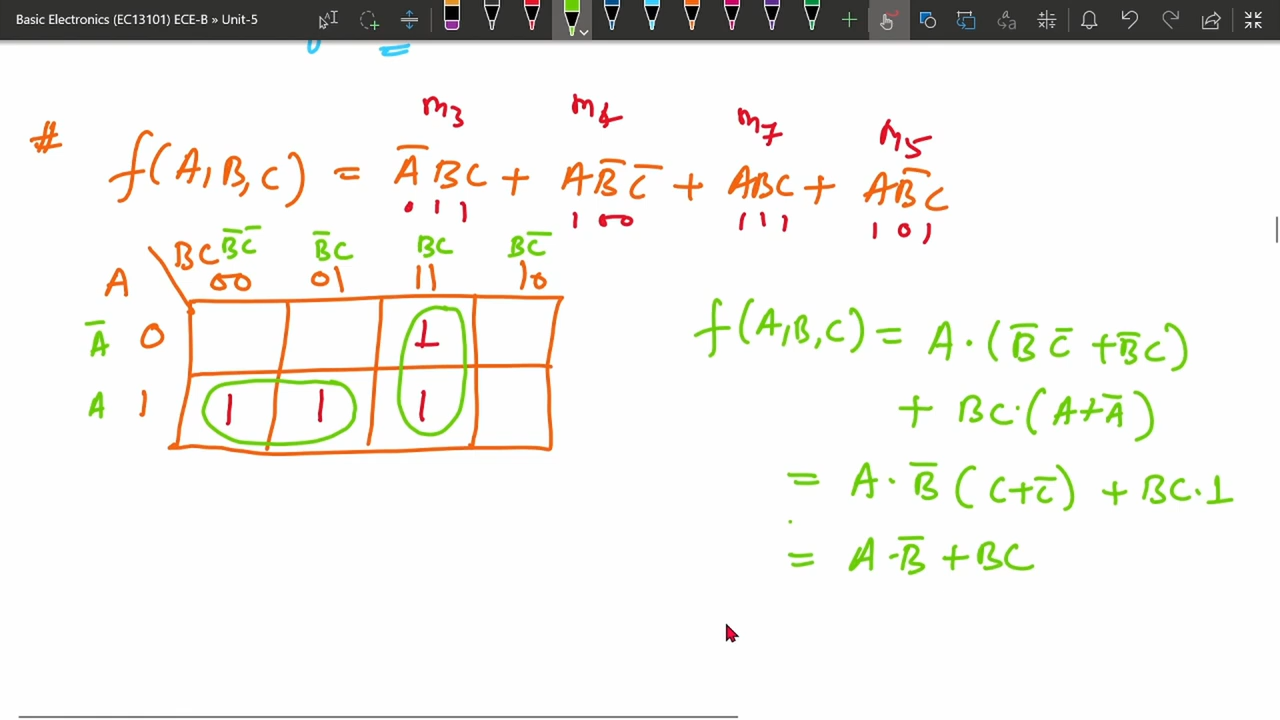 Basic Electronics (EC13101) ECE-B » Unit-5
m₃ m₄ m₇ m₅
# f(A,B,C) = A̅BC + AB̅C̅ + ABC + AB̅C
011 100 111 101
A BC B̅C̅ B̅C BC BC̅
00 01 11 10
A̅ 0 1
A 1 1 1 1
f(A,B,C) = A·(B̅C̅ + B̅C)
+ BC·(A+A̅)
= A·B̅(C+C̅) + BC·1
= A·B̅ + BC